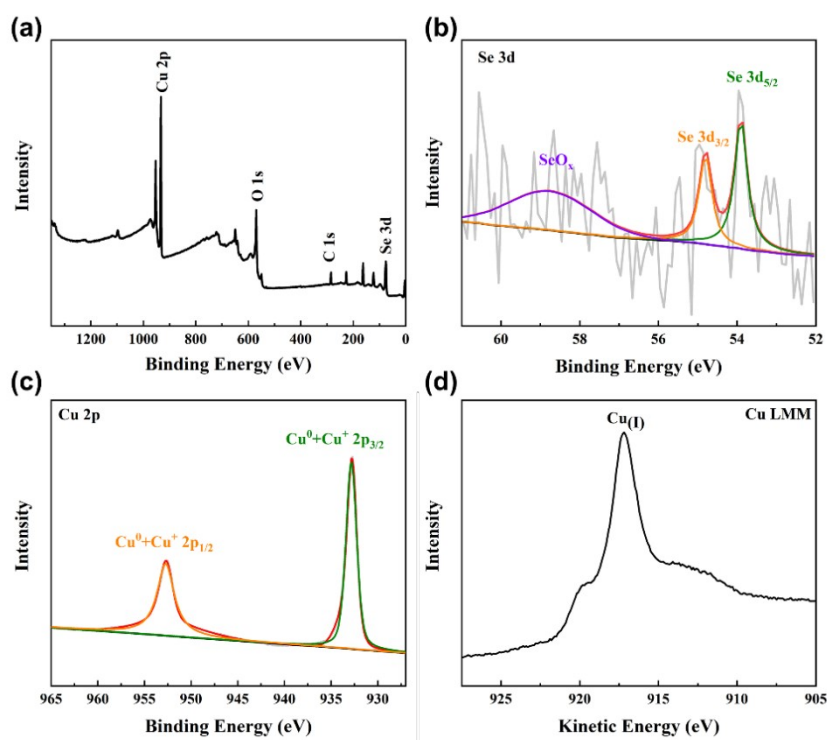 (a)
Cu 2p
O 1s
C 1s
Se 3d
Intensity
1200 1000 800 600 400 200 0
Binding Energy (eV)
(b)
Se 3d
Se 3d5/2
Se 3d3/2
SeOx
Intensity
60 58 56 54 52
Binding Energy (eV)
(c)
Cu 2p
Cu⁰+Cu⁺ 2p3/2
Cu⁰+Cu⁺ 2p1/2
Intensity
965 960 955 950 945 940 935 930
Binding Energy (eV)
(d)
Cu(I)
Cu LMM
Intensity
925 920 915 910 905
Kinetic Energy (eV)